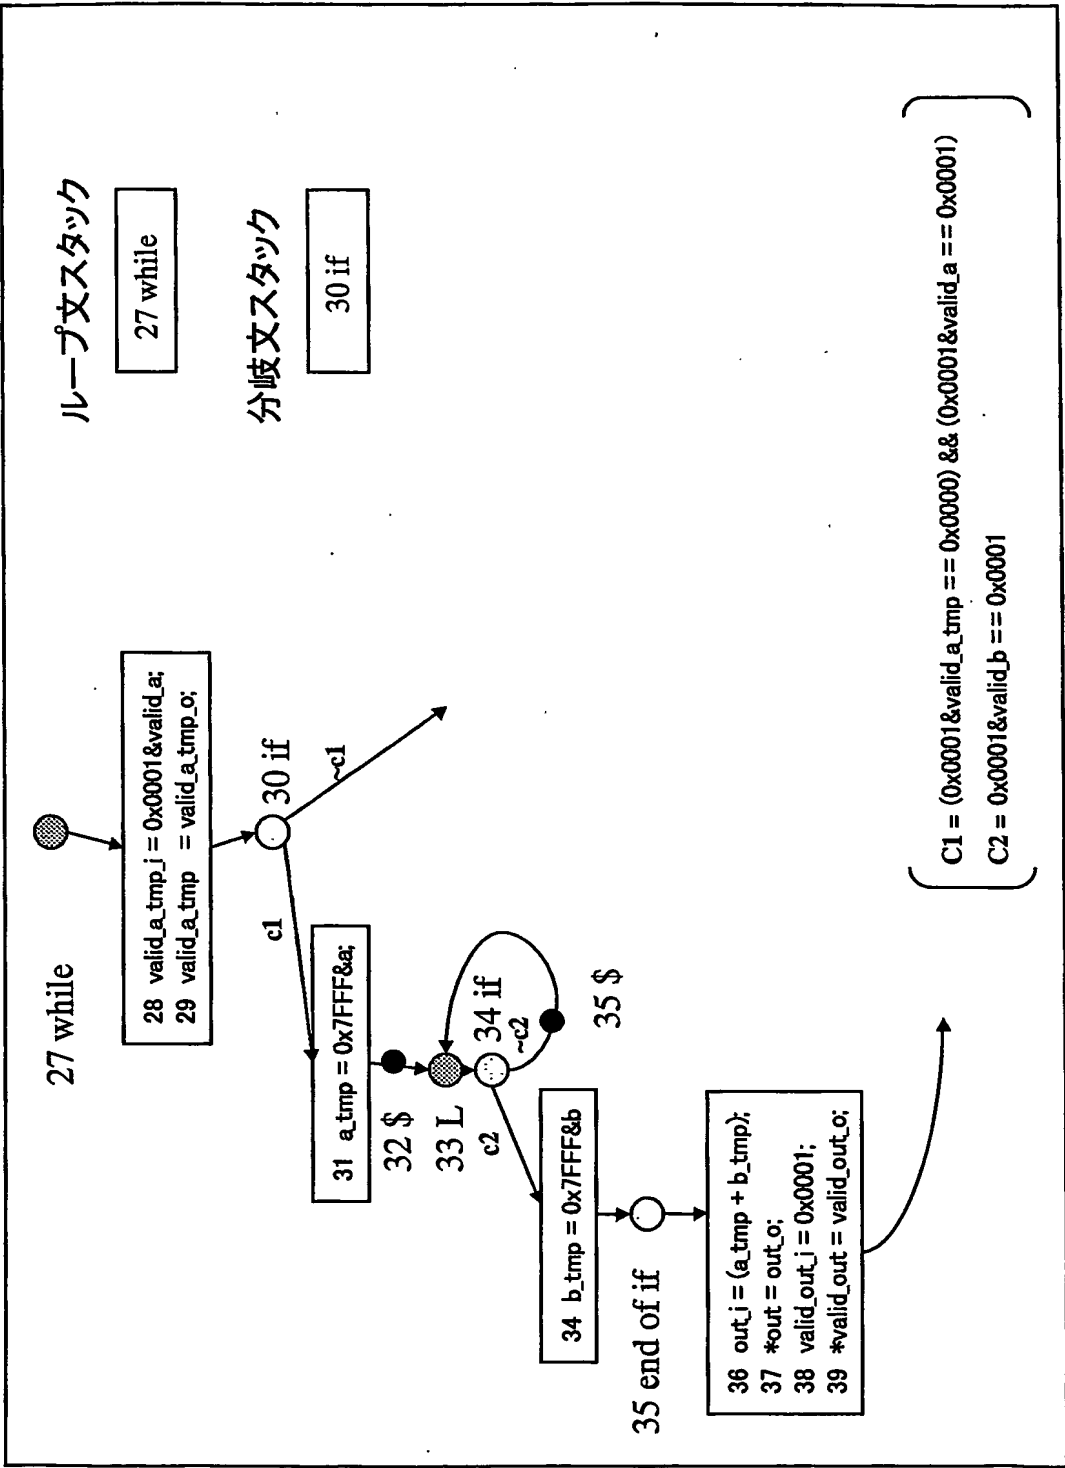 27 while
28 valid_a_tmp_i = 0x0001&valid_a;
29 valid_a_tmp = valid_a_tmp_o;
30 if
c1
~c1
31 a_tmp = 0x7FFF&a;
32 $
33 L
34 if
c2
~c2
35 $
34 b_tmp = 0x7FFF&b
35 end of if
36 out_i = (a_tmp + b_tmp);
37 *out = out_o;
38 valid_out_i = 0x0001;
39 *valid_out = valid_out_o;
ループ文スタック
27 while
分岐文スタック
30 if
C1 = (0x0001&valid_a_tmp == 0x0000) && (0x0001&valid_a == 0x0001)
C2 = 0x0001&valid_b == 0x0001